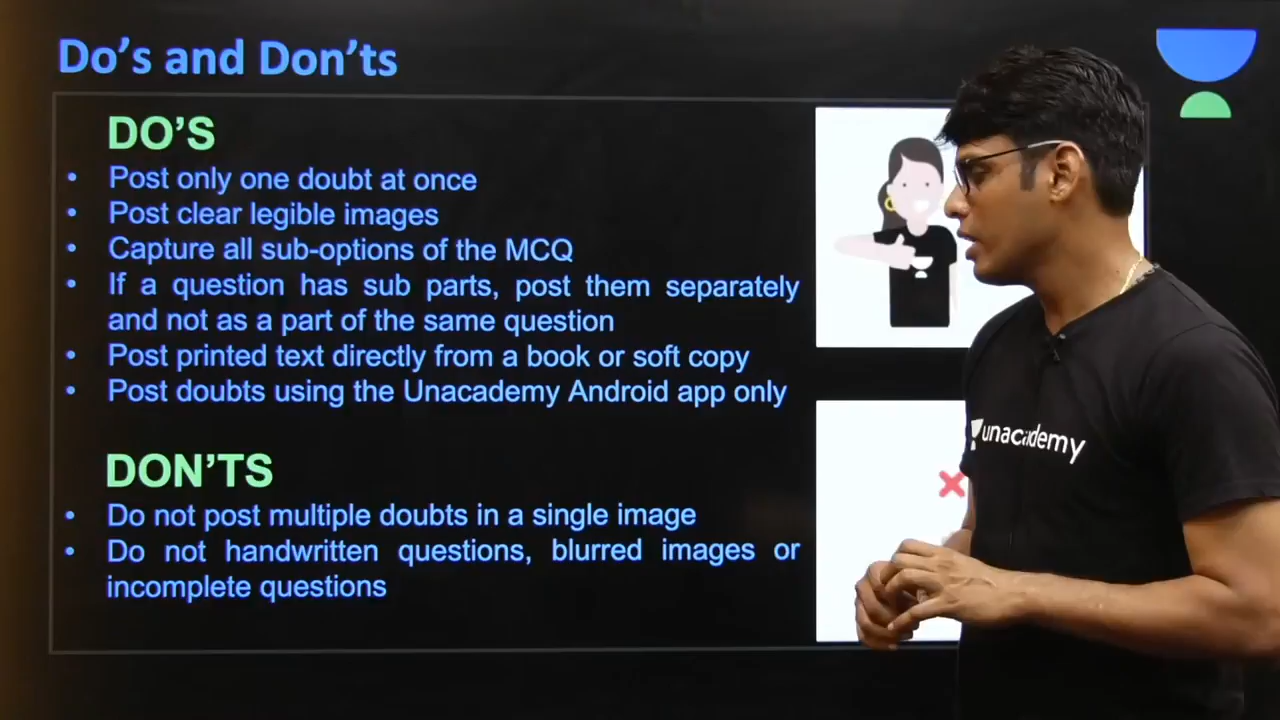 Do’s and Don’ts
DO’S
• Post only one doubt at once
• Post clear legible images
• Capture all sub-options of the MCQ
• If a question has sub parts, post them separately
and not as a part of the same question
• Post printed text directly from a book or soft copy
• Post doubts using the Unacademy Android app only
DON’TS
• Do not post multiple doubts in a single image
• Do not handwritten questions, blurred images or
incomplete questions
unacademy